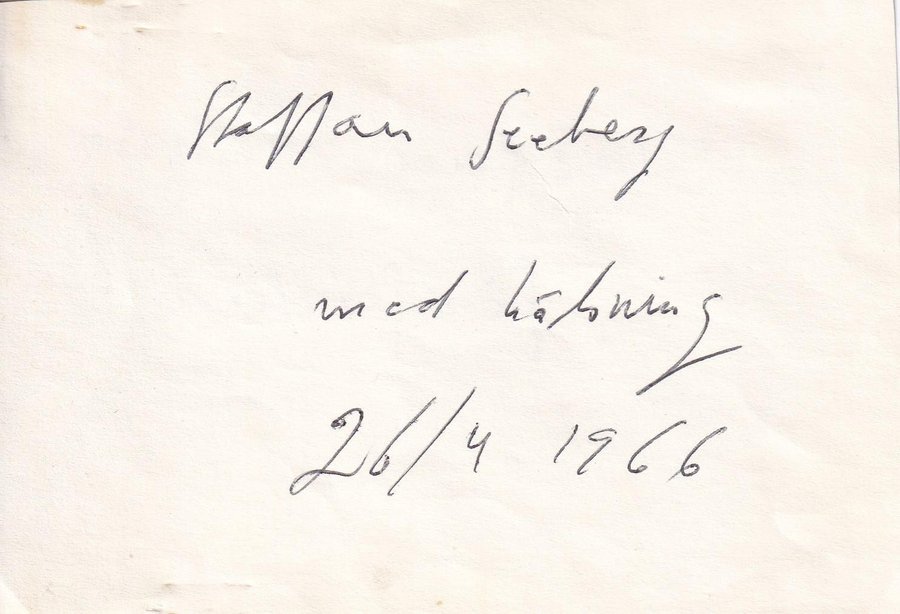 Staffan Seeberg
med hälsning
26/4 1966